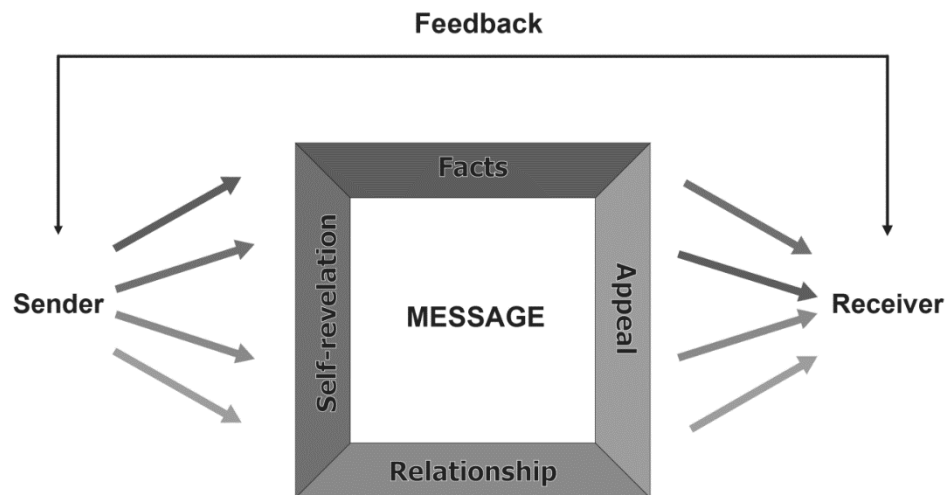 Feedback
Facts
Sender
Self-revelation
MESSAGE
Appeal
Receiver
Relationship